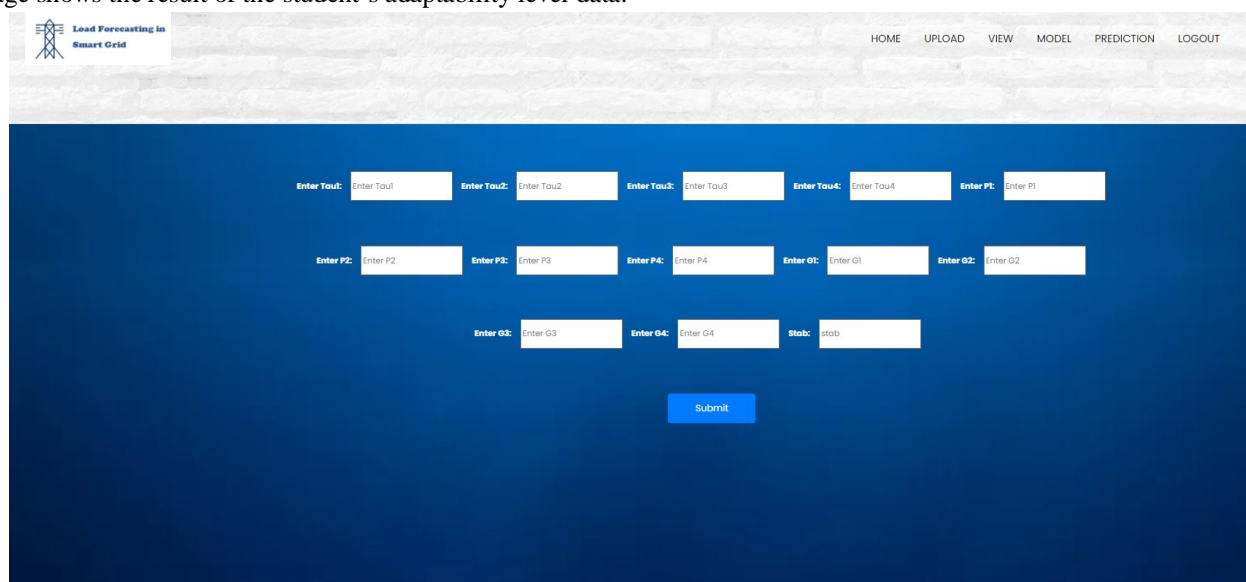 age shows the result of the student's adaptability level data.
Load Forecasting in
Smart Grid
HOME UPLOAD VIEW MODEL PREDICTION LOGOUT
Enter Tau1: Enter Tau1 Enter Tau2: Enter Tau2 Enter Tau3: Enter Tau3 Enter Tau4: Enter Tau4 Enter P1: Enter P1
Enter P2: Enter P2 Enter P3: Enter P3 Enter P4: Enter P4 Enter G1: Enter G1 Enter G2: Enter G2
Enter G3: Enter G3 Enter G4: Enter G4 Stab: stab
Submit